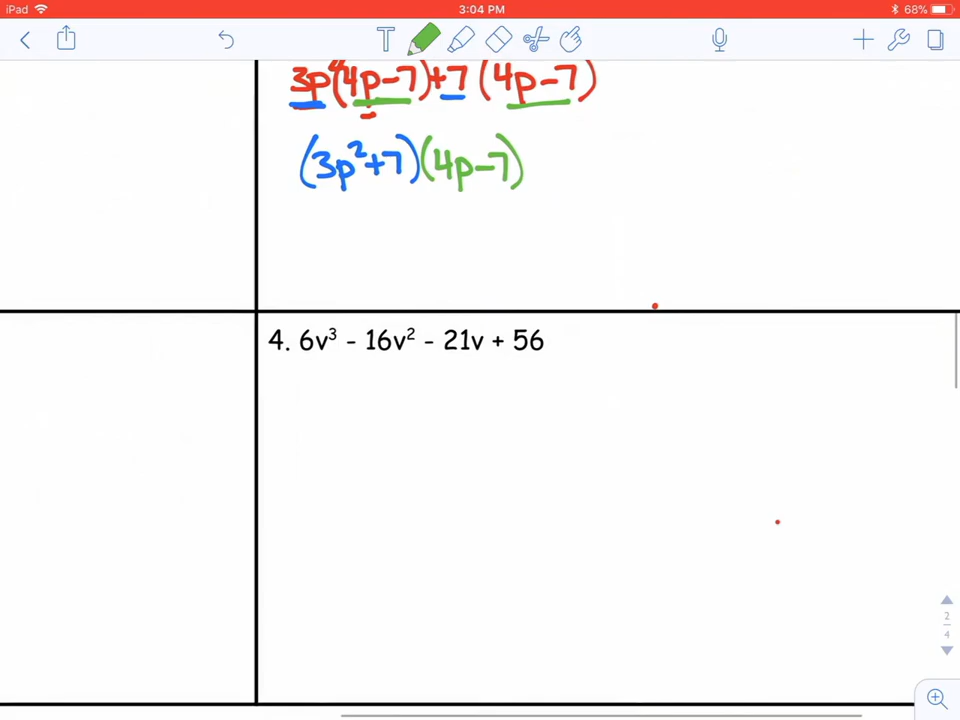 iPad 3:04 PM 68%
T
3p²(4p-7)+7(4p-7)
(3p²+7)(4p-7)
4. 6v³ - 16v² - 21v + 56
2
4